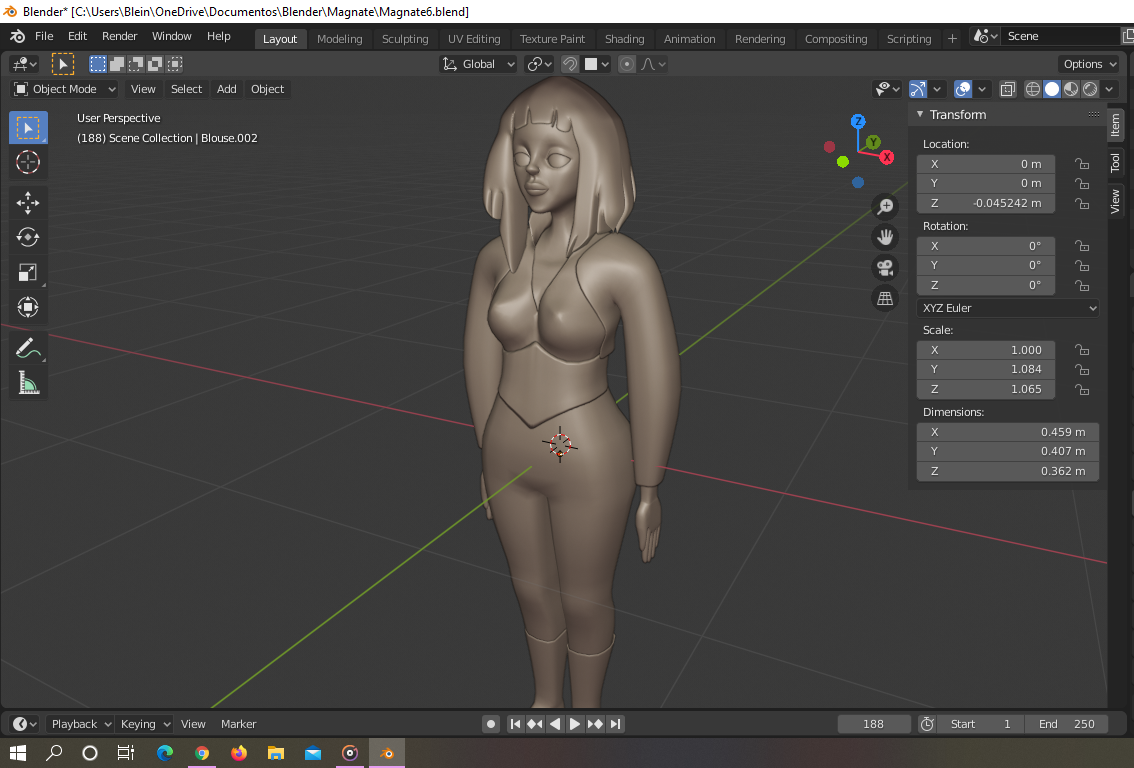 Blender* [C:\Users\Blein\OneDrive\Documentos\Blender\Magnate\Magnate6.blend]
File Edit Render Window Help Layout Modeling Sculpting UV Editing Texture Paint Shading Animation Rendering Compositing Scripting + Scene
Global Options
Object Mode View Select Add Object
User Perspective
(188) Scene Collection | Blouse.002
Z
Y
X
Transform
Location:
X 0 m
Y 0 m
Z -0.045242 m
Rotation:
X 0°
Y 0°
Z 0°
XYZ Euler
Scale:
X 1.000
Y 1.084
Z 1.065
Dimensions:
X 0.459 m
Y 0.407 m
Z 0.362 m
Item
Tool
View
Playback Keying View Marker 188 Start 1 End 250